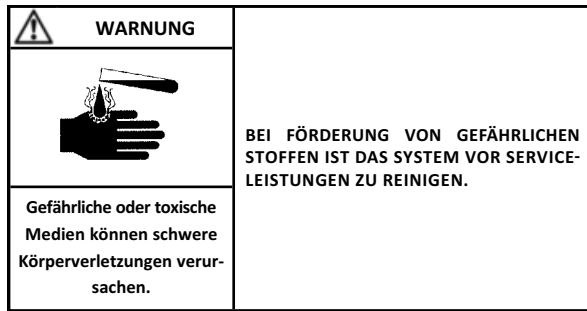 WARNUNG
Gefährliche oder toxische
Medien können schwere
Körperverletzungen verur-
sachen.
BEI FÖRDERUNG VON GEFÄHRLICHEN
STOFFEN IST DAS SYSTEM VOR SERVICE-
LEISTUNGEN ZU REINIGEN.